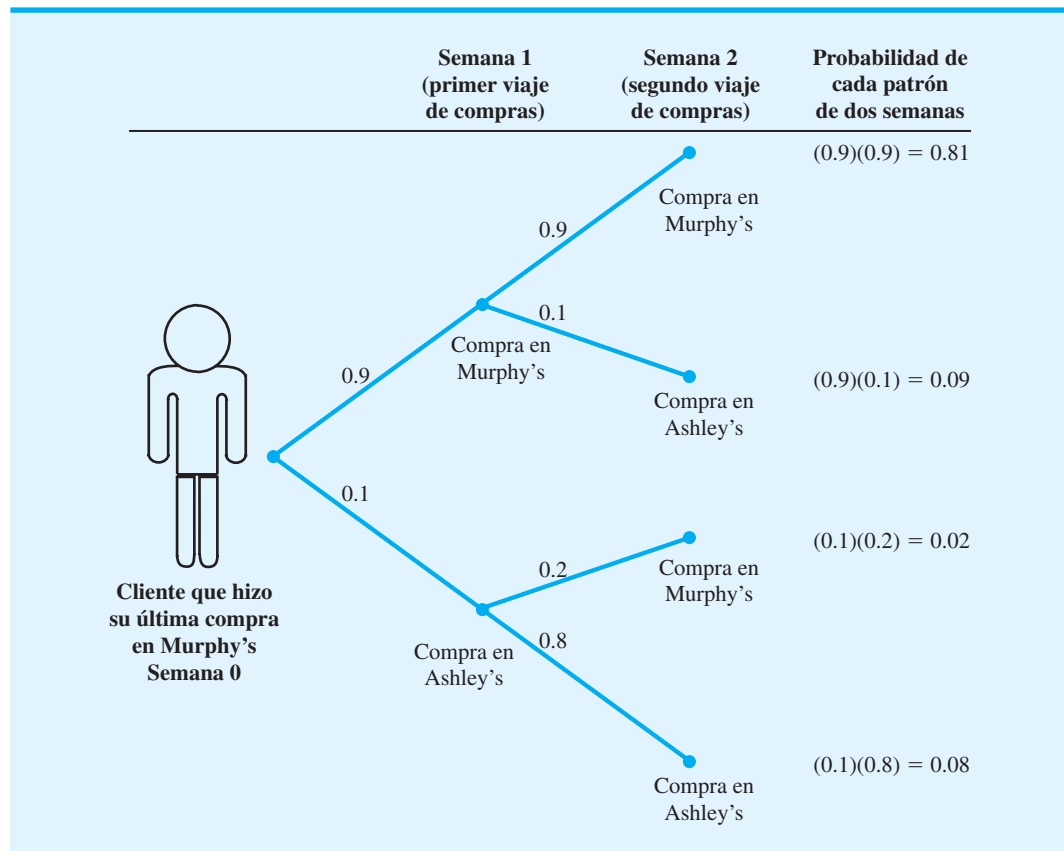 Semana 1
(primer viaje
de compras)
Semana 2
(segundo viaje
de compras)
Probabilidad de
cada patrón
de dos semanas
(0.9)(0.9) = 0.81
Compra en
Murphy's
0.9
0.1
Compra en
Murphy's
0.9
(0.9)(0.1) = 0.09
Compra en
Ashley's
0.1
(0.1)(0.2) = 0.02
0.2
Compra en
Murphy's
Cliente que hizo
su última compra
en Murphy's
Semana 0
0.8
Compra en
Ashley's
(0.1)(0.8) = 0.08
Compra en
Ashley's